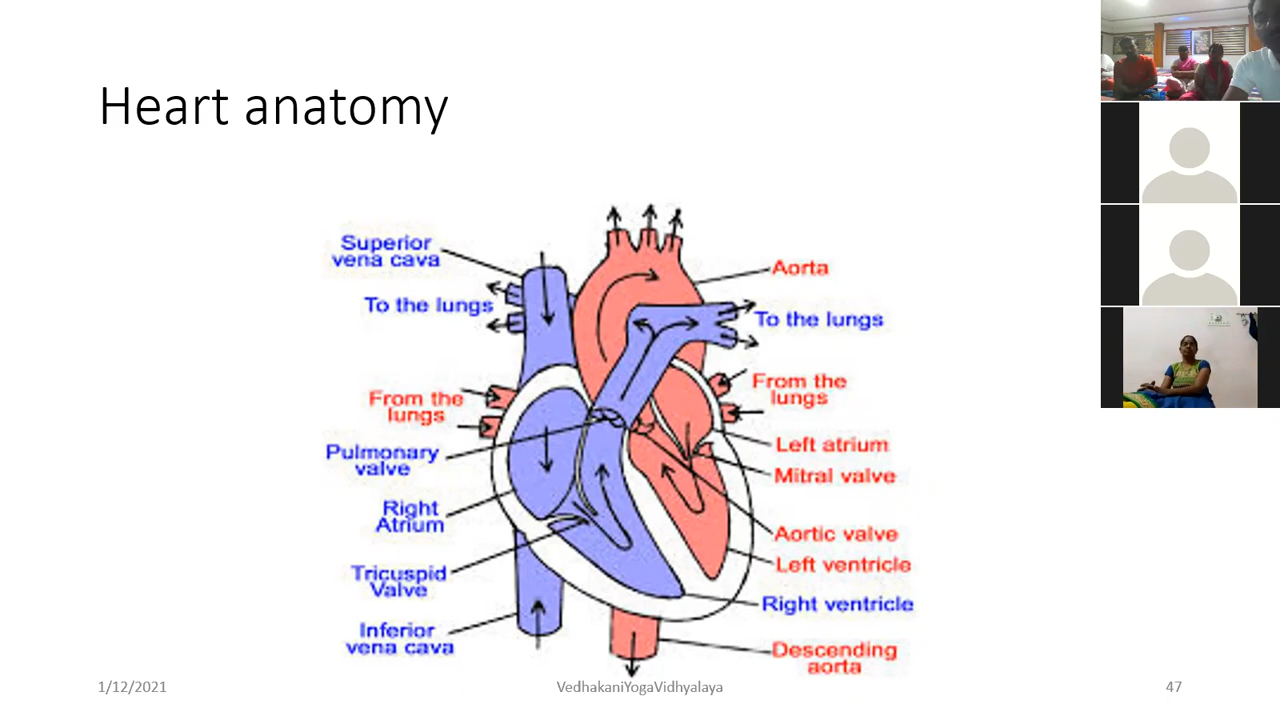 Heart anatomy
Superior
vena cava
To the lungs
From the
lungs
Pulmonary
valve
Right
Atrium
Tricuspid
Valve
Inferior
vena cava
Aorta
To the lungs
From the
lungs
Left atrium
Mitral valve
Aortic valve
Left ventricle
Right ventricle
Descending
aorta
1/12/2021
VedhakaniYogaVidhyalaya
47